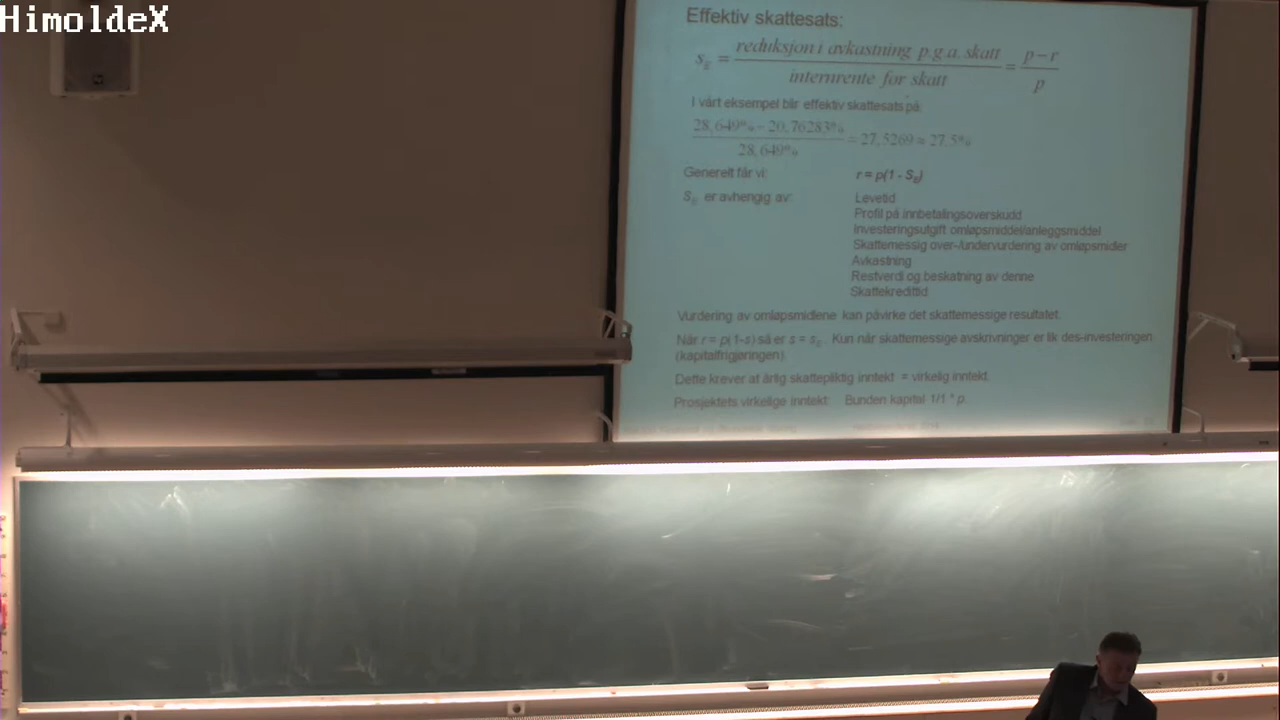 HimoldeX
Effektiv skattesats:
s_E = reduksjon i avkastning p.g.a. skatt / internrente før skatt = p − r / p
I vårt eksempel blir effektiv skattesats på:
28,649% − 20,76283% / 28,649% = 27,5269 ≈ 27,5%
Generelt får vi: r = p(1 - S_E)
S_E er avhengig av: Levetid
Profil på innbetalingsoverskudd
Investeringsutgift omløpsmiddel/anleggsmiddel
Skattemessig over-/undervurdering av omløpsmidler
Avkastning
Restverdi og beskatning av denne
Skattekredittid
Vurdering av omløpsmidlene kan påvirke det skattemessige resultatet.
Når r = p(1-s) så er s = s_E. Kun når skattemessige avskrivninger er lik des-investeringen
(kapitalfrigjøringen).
Dette krever at årlig skattepliktig inntekt = virkelig inntekt.
Prosjektets virkelige inntekt: Bunden kapital 1/1 * p.